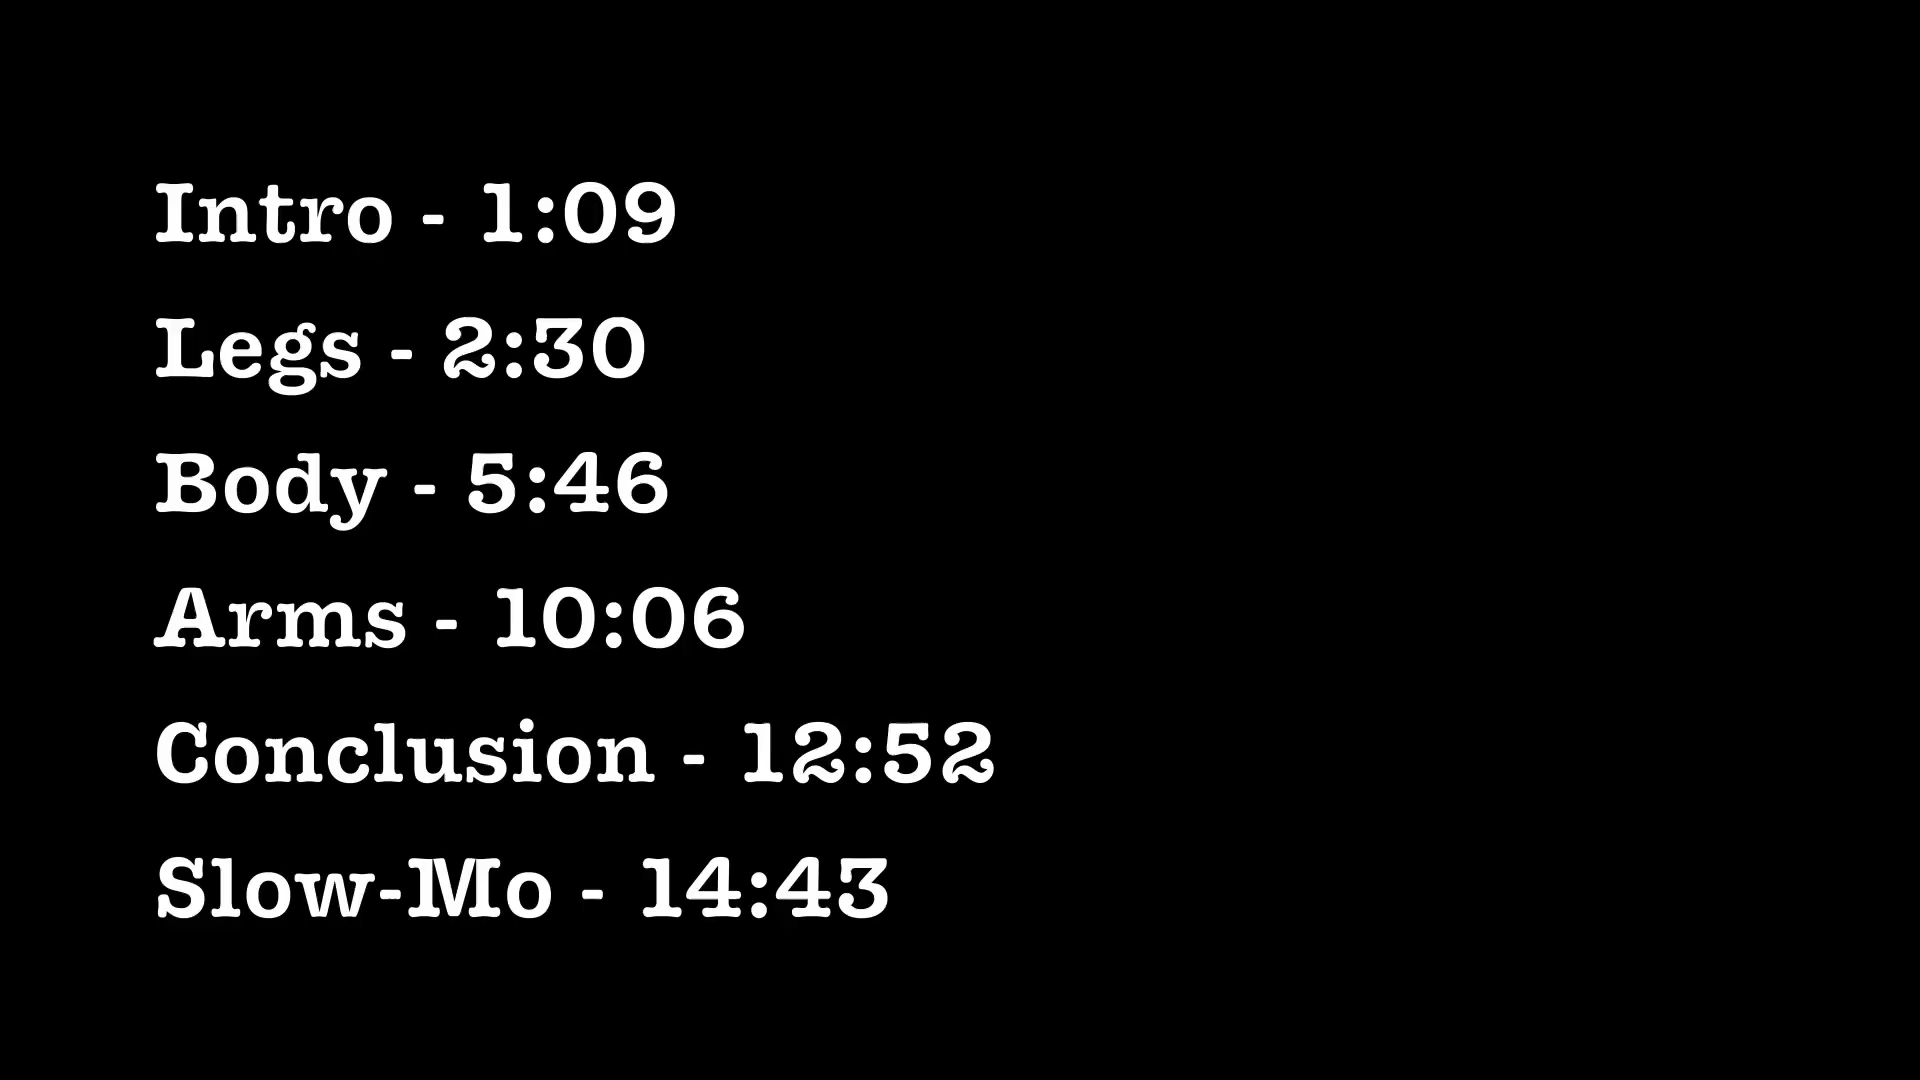 Intro - 1:09
Legs - 2:30
Body - 5:46
Arms - 10:06
Conclusion - 12:52
Slow-Mo - 14:43